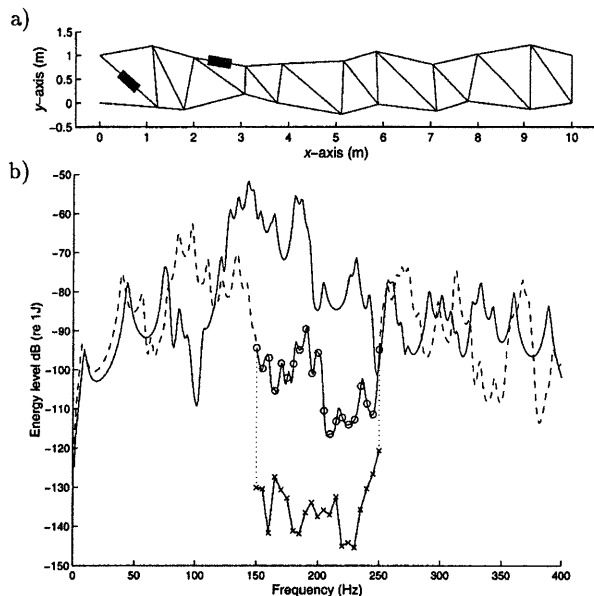 a)
1.5
1
0.5
0
-0.5
y-axis (m)
0 1 2 3 4 5 6 7 8 9 10
x-axis (m)
b)
-50
-60
-70
-80
-90
-100
-110
-120
-130
-140
-150
Energy level dB (re 1J)
0 50 100 150 200 250 300 350 400
Frequency (Hz)